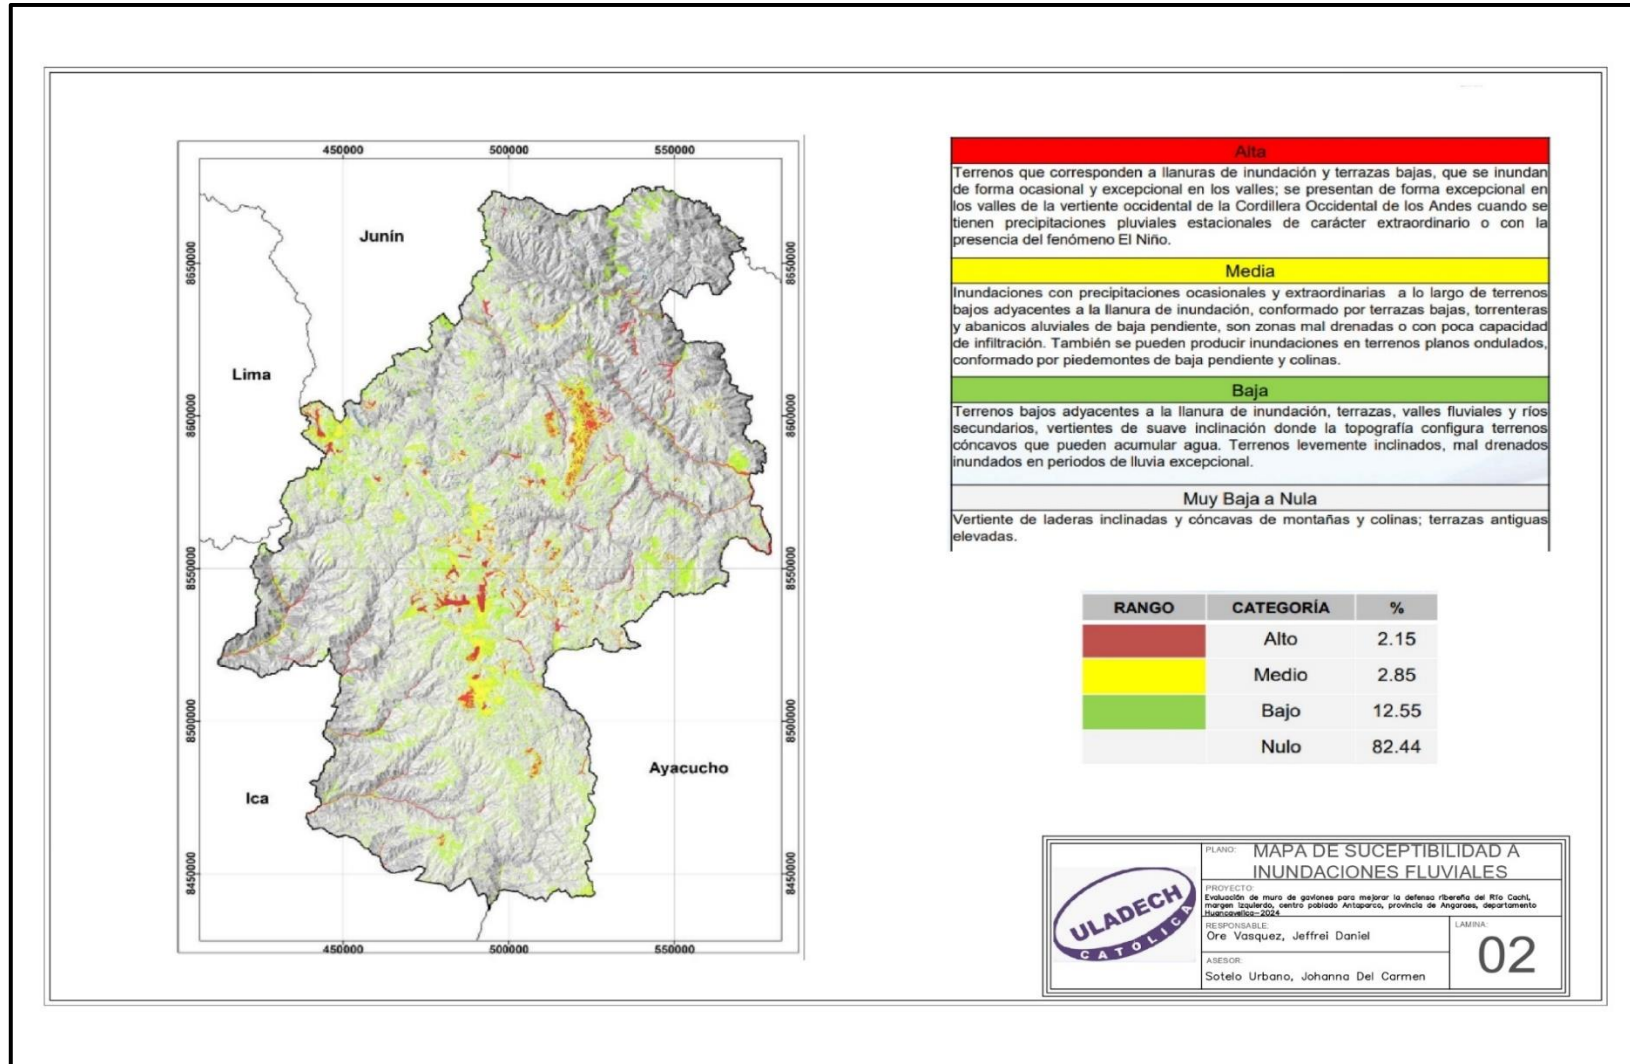 450000
500000
550000
Junín
Lima
Ica
Ayacucho
8650000
8600000
8550000
8500000
8450000
8650000
8600000
8550000
8500000
8450000
450000
500000
550000
Alta
Terrenos que corresponden a llanuras de inundación y terrazas bajas, que se inundan
de forma ocasional y excepcional en los valles; se presentan de forma excepcional en
los valles de la vertiente occidental de la Cordillera Occidental de los Andes cuando se
tienen precipitaciones pluviales estacionales de carácter extraordinario o con la
presencia del fenómeno El Niño.
Media
Inundaciones con precipitaciones ocasionales y extraordinarias a lo largo de terrenos
bajos adyacentes a la llanura de inundación, conformado por terrazas bajas, torrenteras
y abanicos aluviales de baja pendiente, son zonas mal drenadas o con poca capacidad
de infiltración. También se pueden producir inundaciones en terrenos planos ondulados,
conformado por piedemontes de baja pendiente y colinas.
Baja
Terrenos bajos adyacentes a la llanura de inundación, terrazas, valles fluviales y ríos
secundarios, vertientes de suave inclinación donde la topografía configura terrenos
cóncavos que pueden acumular agua. Terrenos levemente inclinados, mal drenados
inundados en periodos de lluvia excepcional.
Muy Baja a Nula
Vertiente de laderas inclinadas y cóncavas de montañas y colinas; terrazas antiguas
elevadas.
RANGO CATEGORÍA %
Alto 2.15
Medio 2.85
Bajo 12.55
Nulo 82.44
ULADECH
CATOLICA
PLANO: MAPA DE SUCEPTIBILIDAD A
INUNDACIONES FLUVIALES
PROYECTO:
Evaluación de muro de gaviones para mejorar la defensa ribereña del Río Cachi,
margen izquierdo, centro poblado Antaparco, provincia de Angaraes, departamento
Huancavelica-2024
RESPONSABLE:
Ore Vasquez, Jeffrei Daniel
ASESOR:
Sotelo Urbano, Johanna Del Carmen
LAMINA:
02